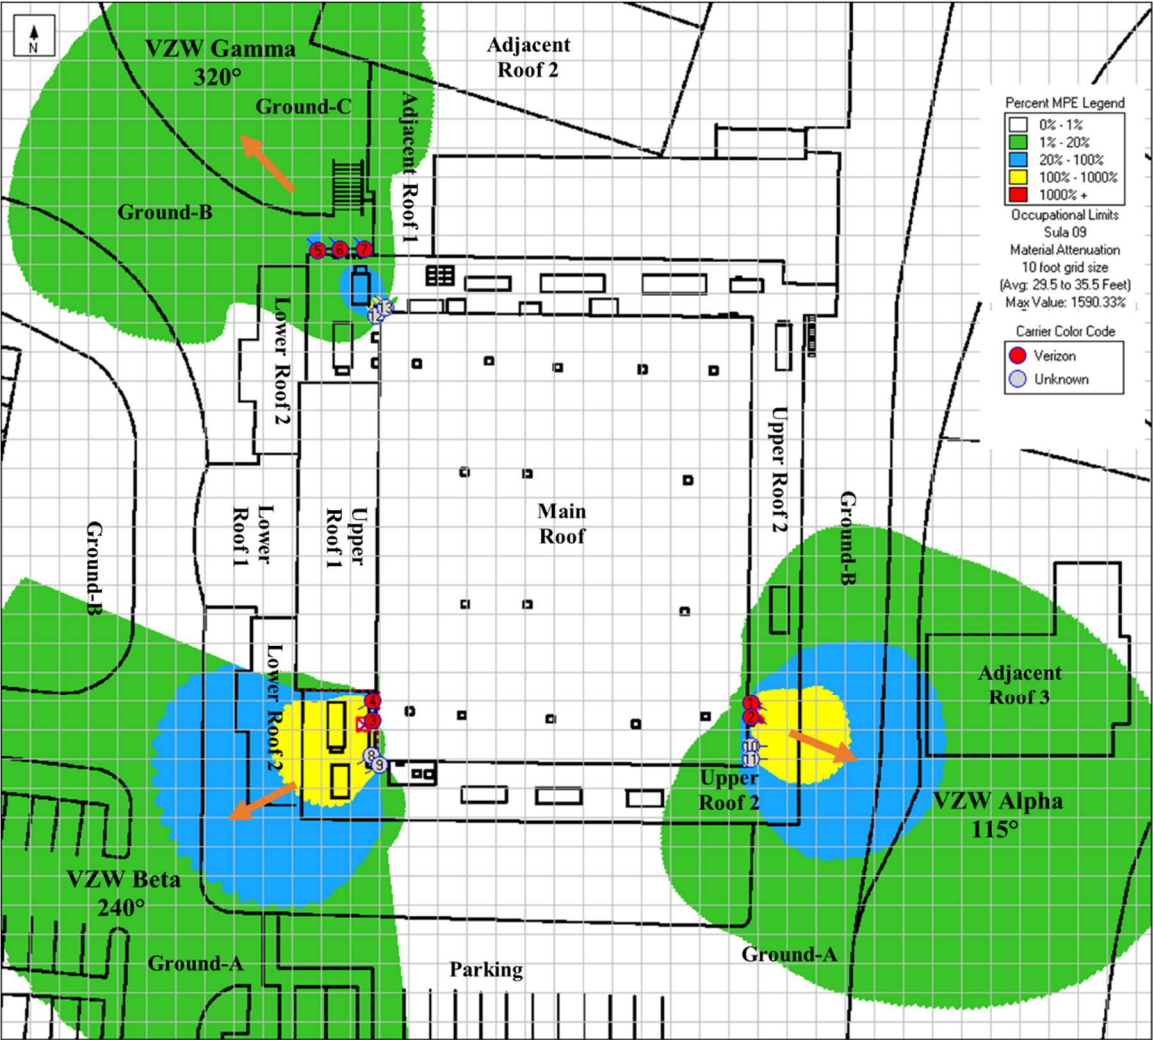 N
VZW Gamma
320°
Adjacent
Roof 2
Ground-C
Adjacent Roof 1
Ground-B
5
6
7
13
12
Percent MPE Legend
0% - 1%
1% - 20%
20% - 100%
100% - 1000%
1000% +
Occupational Limits
Sula 09
Material Attenuation
10 foot grid size
(Avg: 29.5 to 35.5 Feet)
Max Value: 1590.33%
Carrier Color Code
Verizon
Unknown
Lower Roof 2
Upper Roof 2
Ground-B
Lower
Roof 1
Upper
Roof 1
Main
Roof
Ground-B
Lower Roof 2
4
3
8
9
1
2
10
11
Adjacent
Roof 3
Upper
Roof 2
VZW Alpha
115°
VZW Beta
240°
Ground-A
Parking
Ground-A